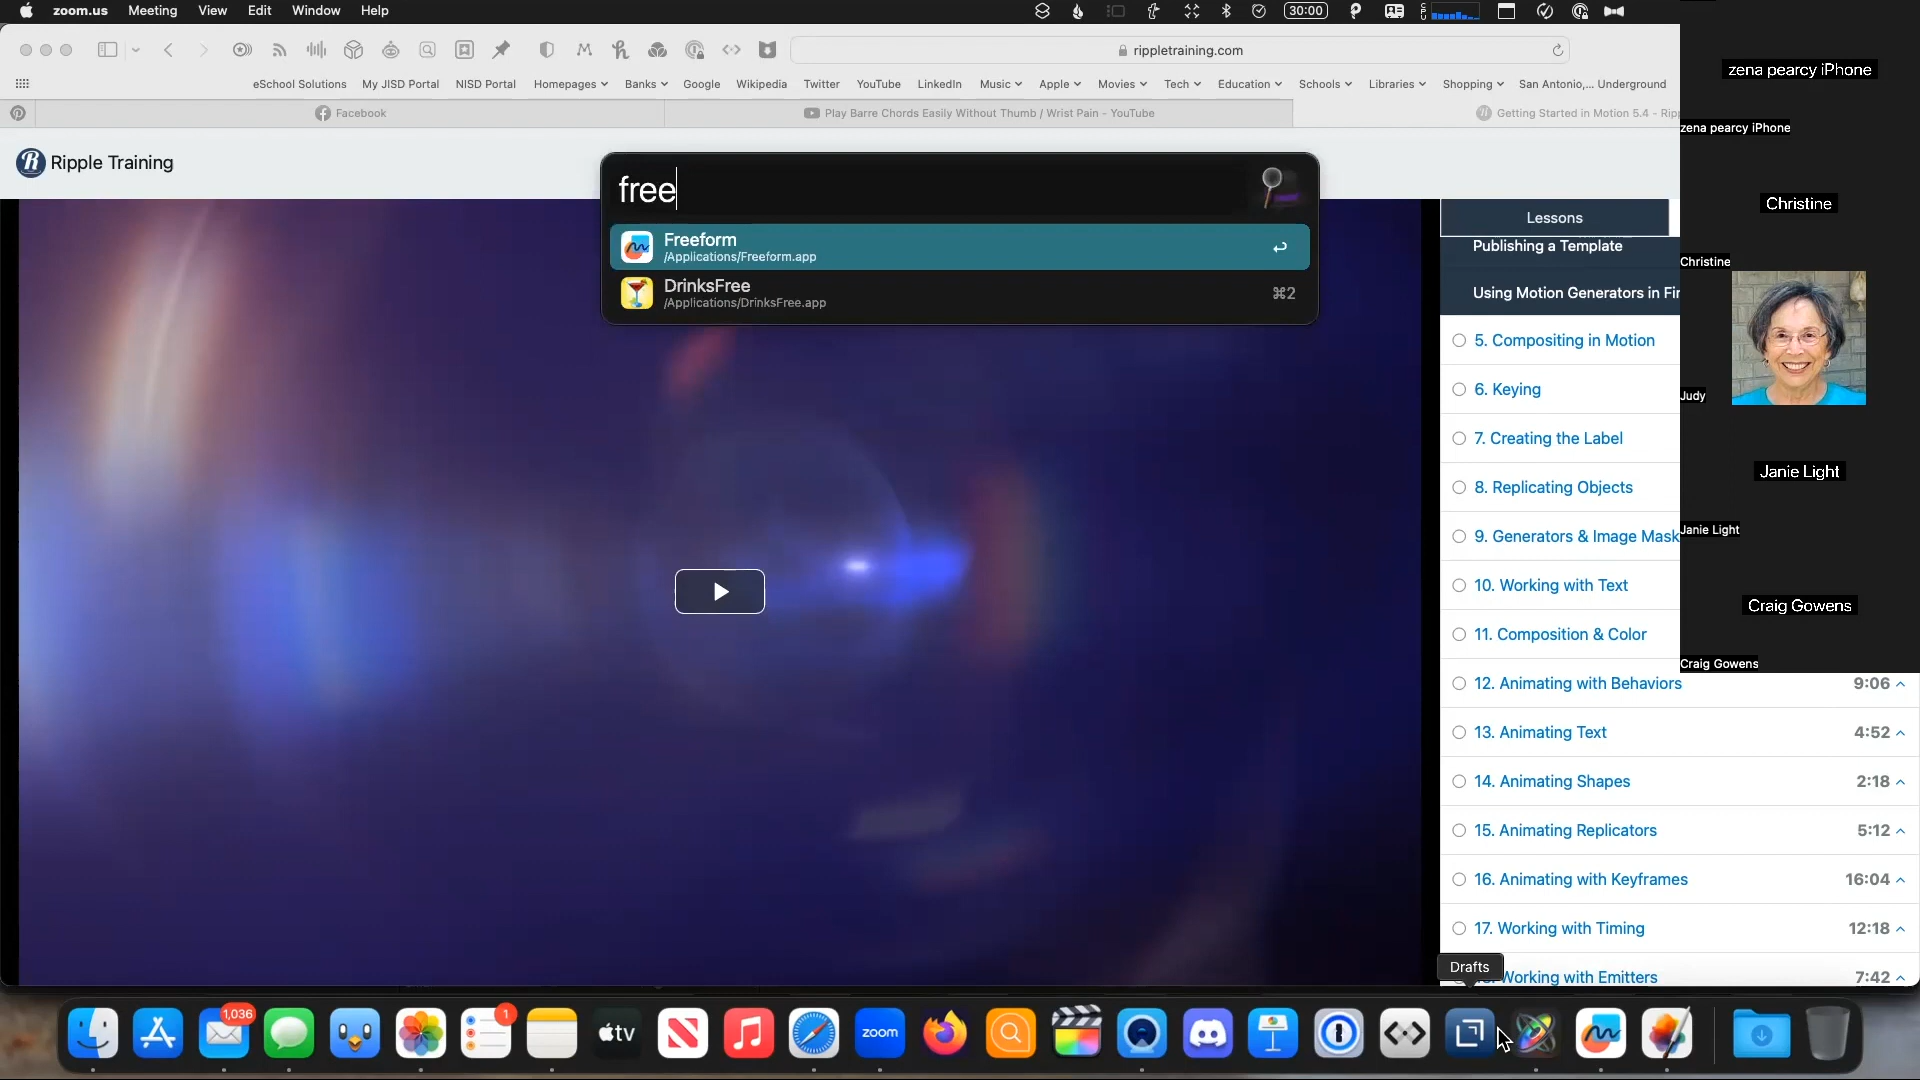 zoom.us Meeting View Edit Window Help 30:00
rippletraining.com
eSchool Solutions My JISD Portal NISD Portal Homepages Banks Google Wikipedia Twitter YouTube LinkedIn Music Apple Movies Tech Education Schools Libraries Shopping San Antonio,... Underground
Facebook
Play Barre Chords Easily Without Thumb / Wrist Pain - YouTube
Getting Started in Motion 5.4 - Rip
Ripple Training
free
Freeform
/Applications/Freeform.app
DrinksFree
/Applications/DrinksFree.app
⌘2
Lessons
Publishing a Template
Using Motion Generators in Fi
5. Compositing in Motion
6. Keying
7. Creating the Label
8. Replicating Objects
9. Generators & Image Mask
10. Working with Text
11. Composition & Color
12. Animating with Behaviors 9:06
13. Animating Text 4:52
14. Animating Shapes 2:18
15. Animating Replicators 5:12
16. Animating with Keyframes 16:04
17. Working with Timing 12:18
Working with Emitters 7:42
Drafts
zena pearcy iPhone
zena pearcy iPhone
Christine
Christine
Judy
Janie Light
Janie Light
Craig Gowens
Craig Gowens
1,036
1
tv
zoom